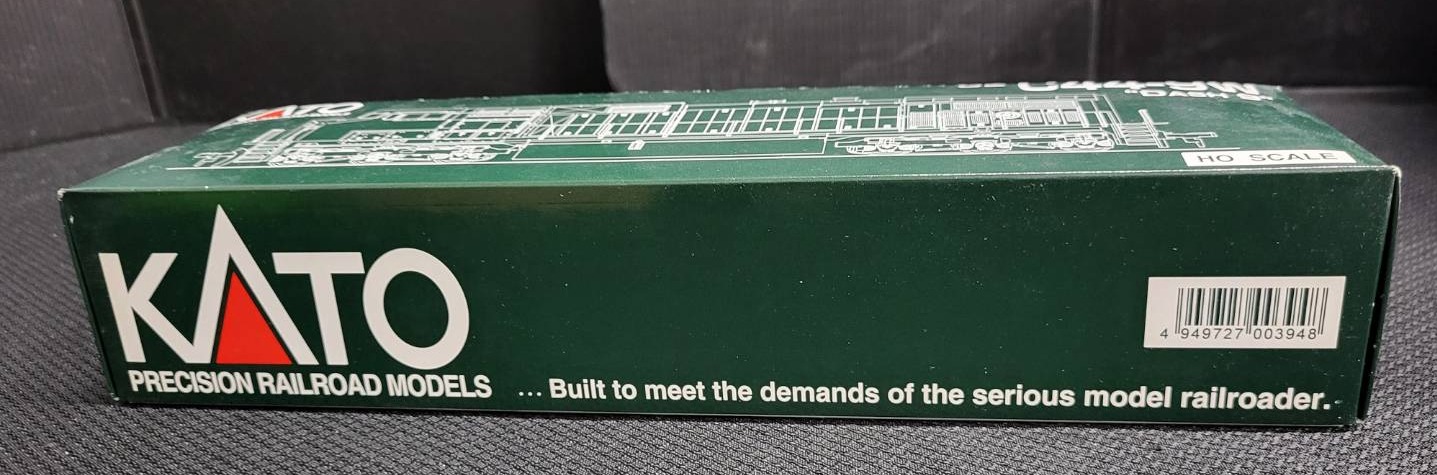 KATO
HO SCALE
KATO
PRECISION RAILROAD MODELS
... Built to meet the demands of the serious model railroader.
4 949727 003948